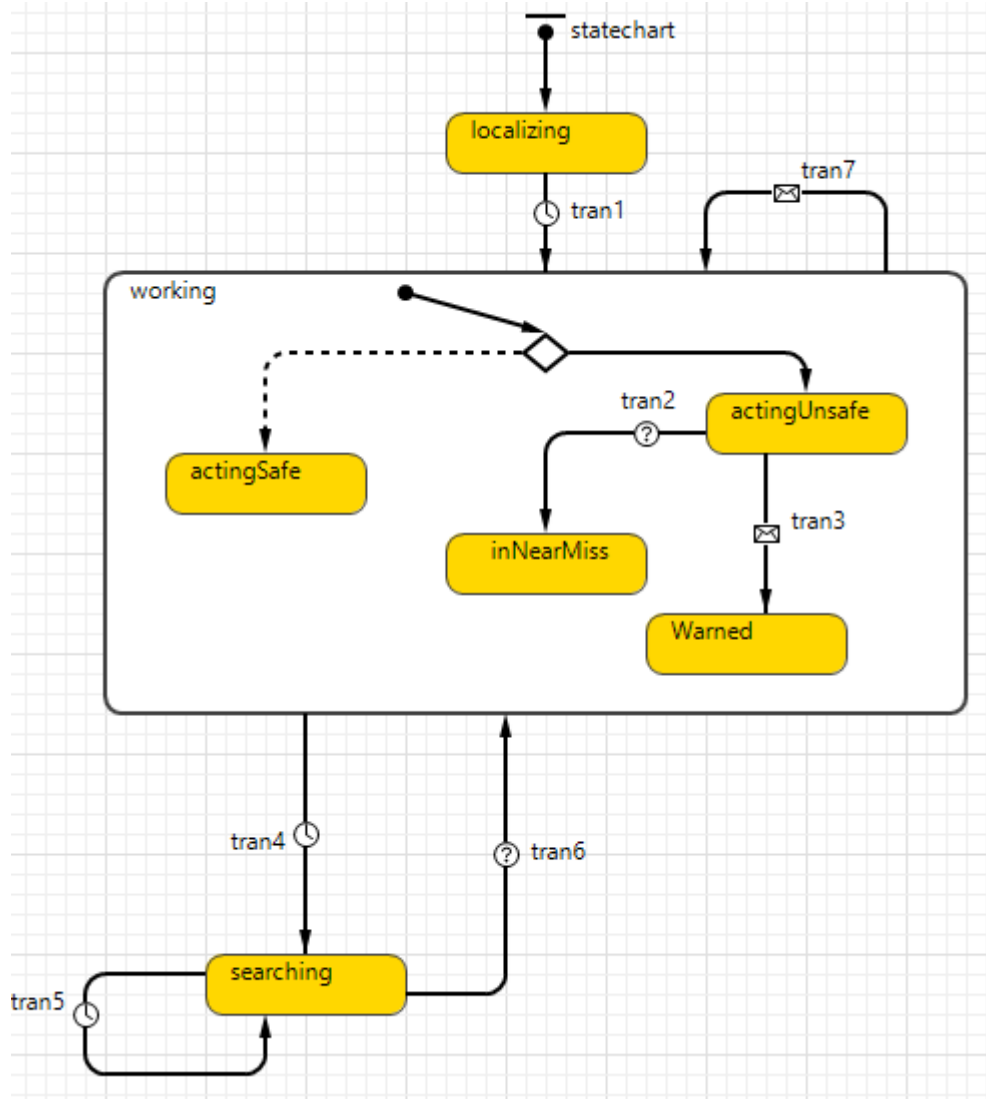 statechart
localizing
tran7
tran1
working
tran2
actingUnsafe
actingSafe
tran3
inNearMiss
Warned
tran4
tran6
searching
tran5